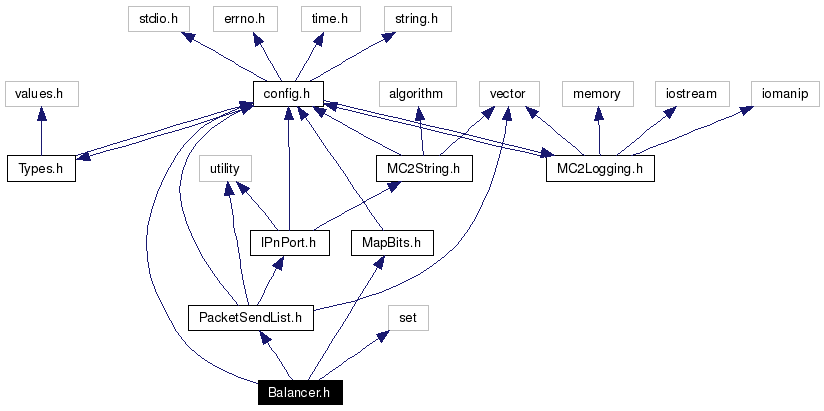 stdio.h
errno.h
time.h
string.h
values.h
config.h
algorithm
vector
memory
iostream
iomanip
Types.h
utility
MC2String.h
MC2Logging.h
IPnPort.h
MapBits.h
PacketSendList.h
set
Balancer.h